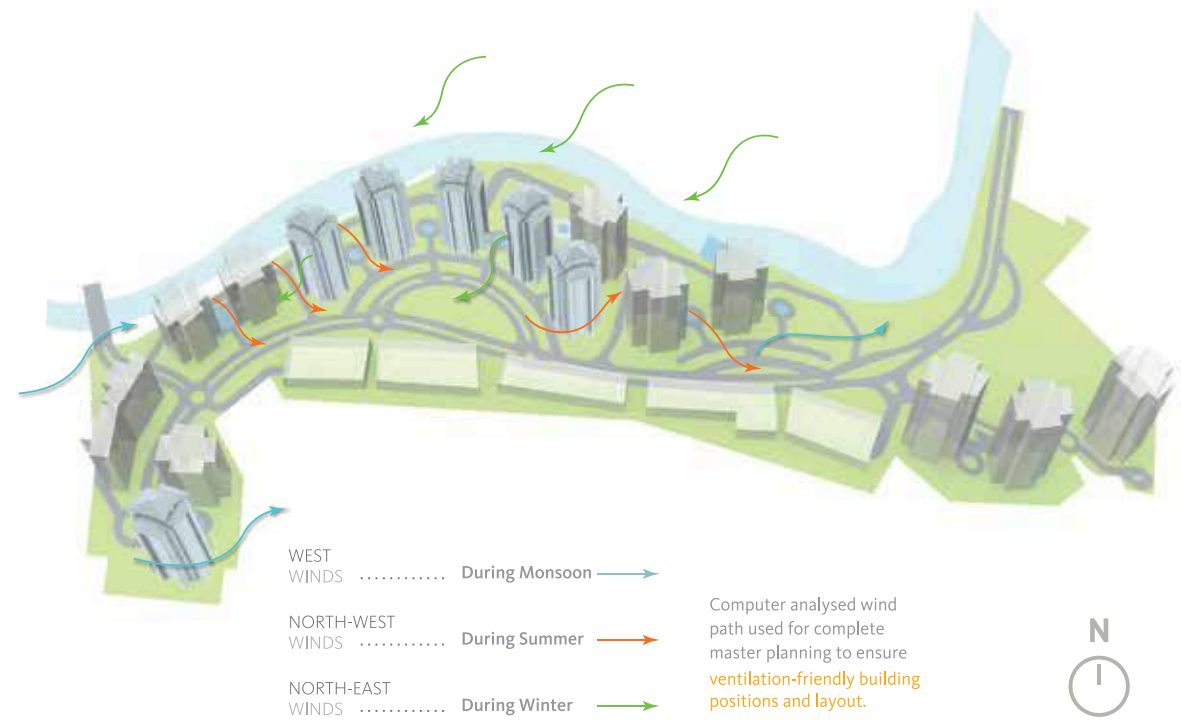 WEST
WINDS ............ During Monsoon
NORTH-WEST
WINDS ............ During Summer
NORTH-EAST
WINDS ............ During Winter
Computer analysed wind
path used for complete
master planning to ensure
ventilation-friendly building
positions and layout.
N